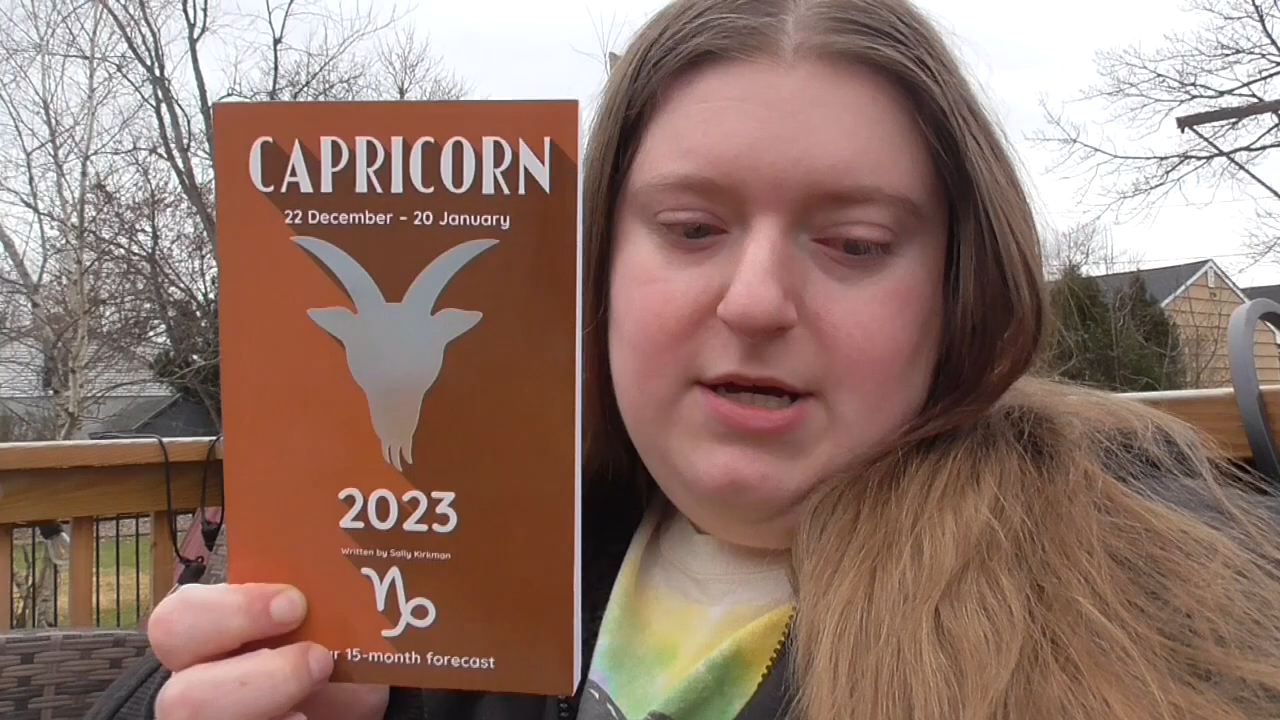 CAPRICORN
22 December - 20 January
2023
Written by Sally Kirkman
15-month forecast